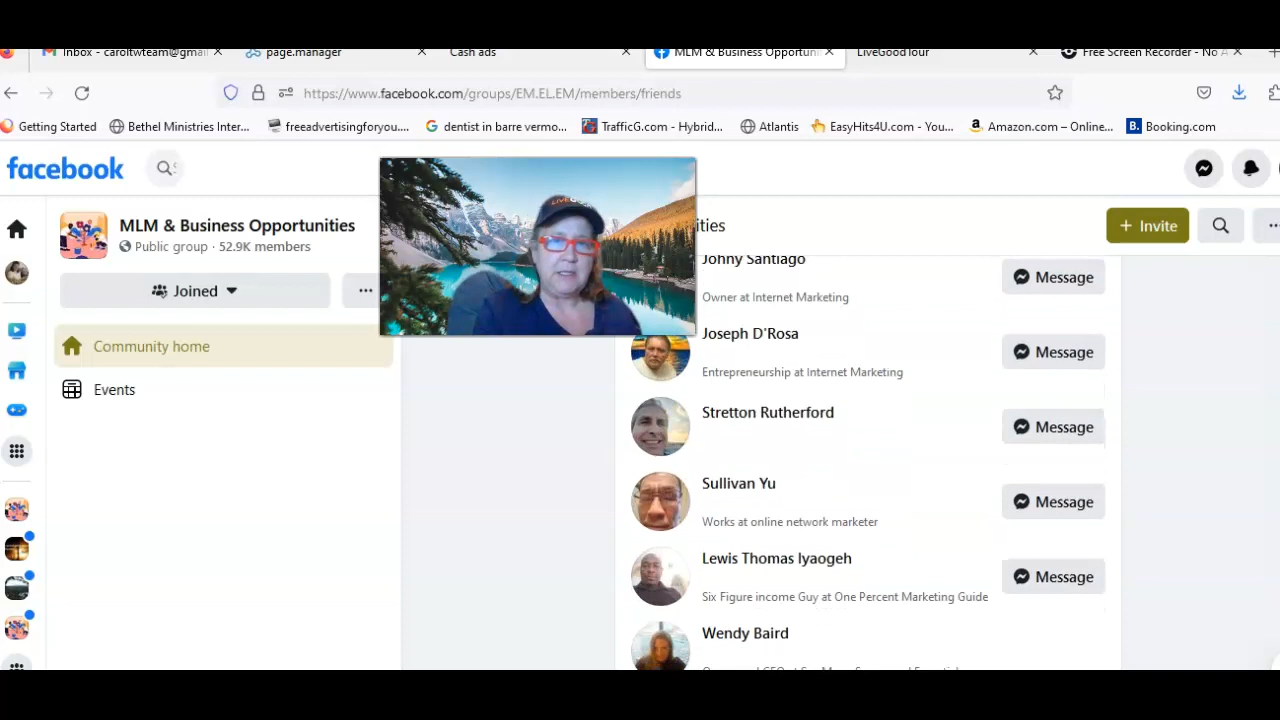 Inbox - caroltwteam@gmail
page.manager
Cash ads
MLM & Business Opportuni
LiveGoodTour
Free Screen Recorder - No A
https://www.facebook.com/groups/EM.EL.EM/members/friends
Getting Started
Bethel Ministries Inter...
freeadvertisingforyou....
dentist in barre vermo...
TrafficG.com - Hybrid...
Atlantis
EasyHits4U.com - You...
Amazon.com – Online...
Booking.com
facebook
MLM & Business Opportunities
Public group · 52.9K members
ities
+ Invite
Joined
Community home
Events
Jonny Santiago
Owner at Internet Marketing
Message
Joseph D'Rosa
Entrepreneurship at Internet Marketing
Message
Stretton Rutherford
Message
Sullivan Yu
Works at online network marketer
Message
Lewis Thomas Iyaogeh
Six Figure income Guy at One Percent Marketing Guide
Message
Wendy Baird